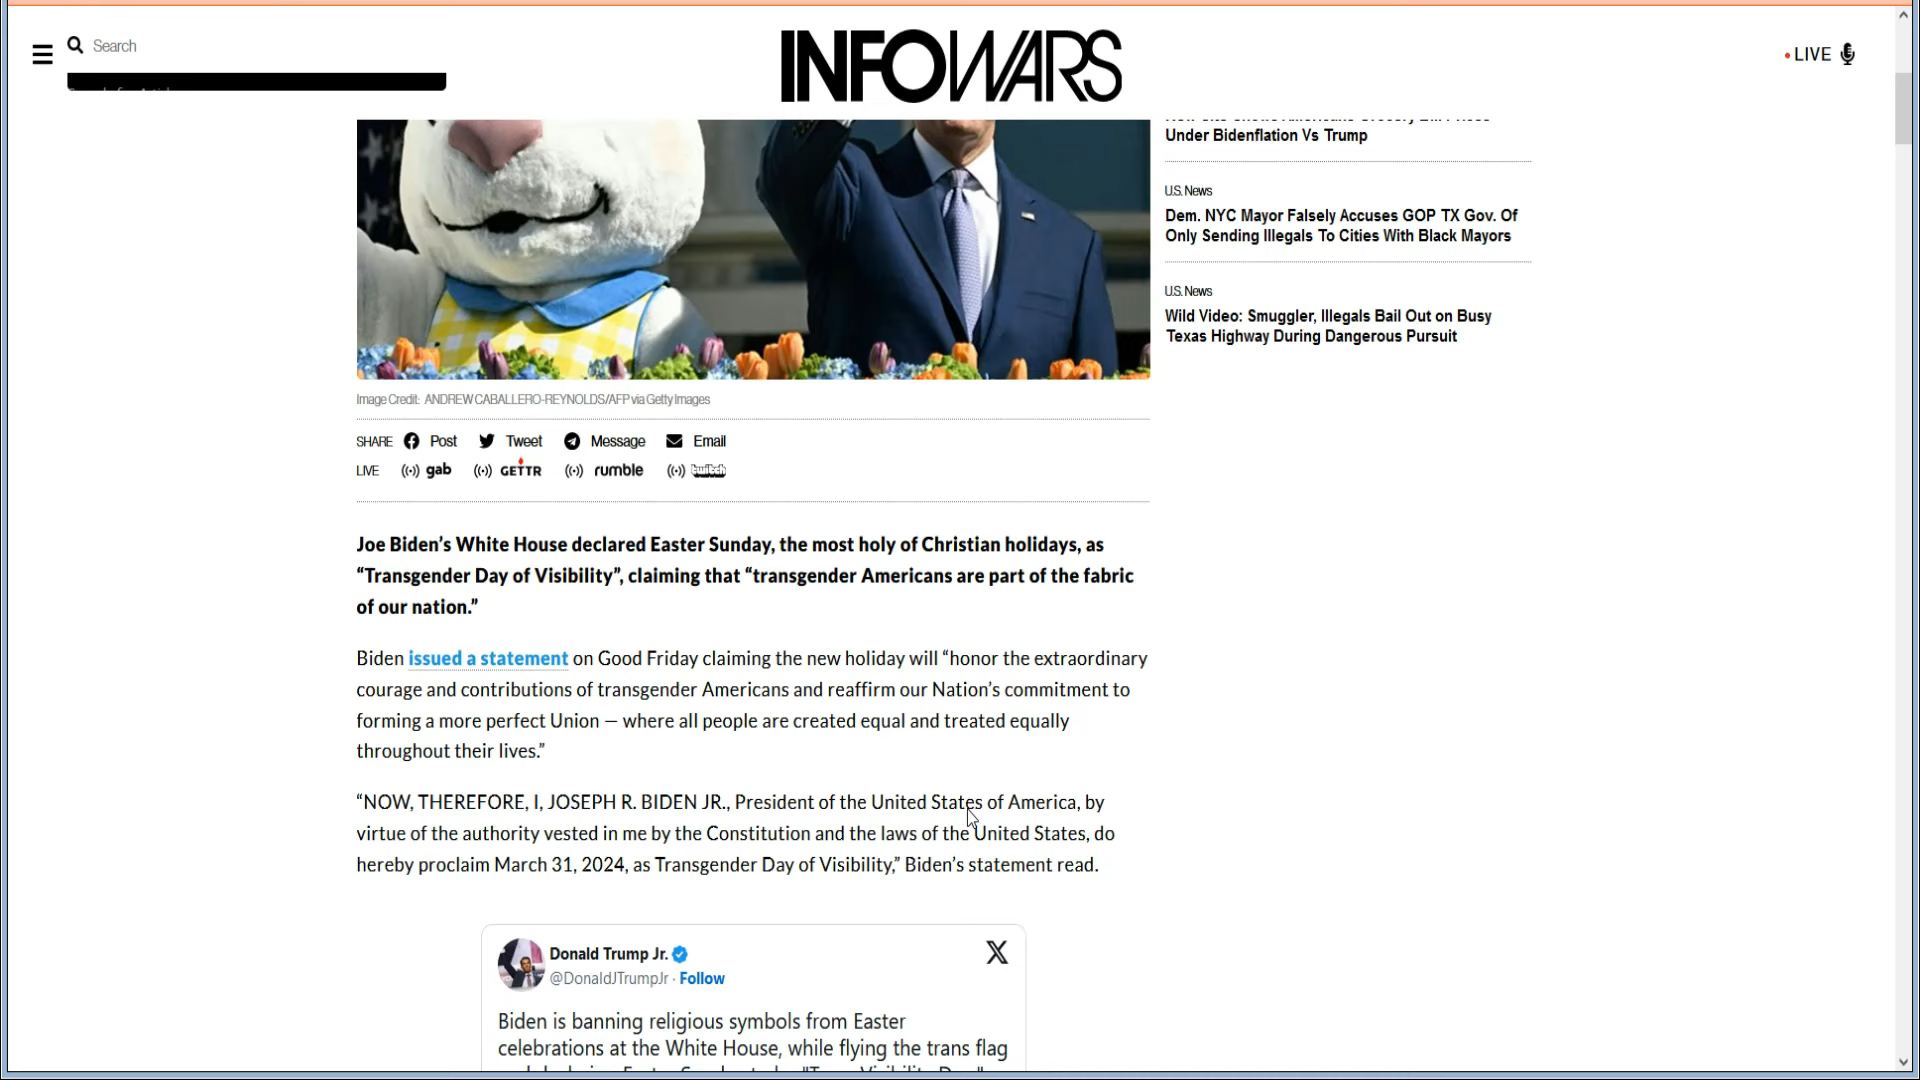 Search
INFOWARS
LIVE
Under Bidenflation Vs Trump
U.S. News
Dem. NYC Mayor Falsely Accuses GOP TX Gov. Of
Only Sending Illegals To Cities With Black Mayors
U.S. News
Wild Video: Smuggler, Illegals Bail Out on Busy
Texas Highway During Dangerous Pursuit
Image Credit: ANDREW CABALLERO-REYNOLDS/AFP via Getty Images
SHARE Post Tweet Message Email
LIVE gab GETTR rumble twitch
Joe Biden’s White House declared Easter Sunday, the most holy of Christian holidays, as
“Transgender Day of Visibility”, claiming that “transgender Americans are part of the fabric
of our nation.”
Biden issued a statement on Good Friday claiming the new holiday will “honor the extraordinary
courage and contributions of transgender Americans and reaffirm our Nation’s commitment to
forming a more perfect Union — where all people are created equal and treated equally
throughout their lives.”
“NOW, THEREFORE, I, JOSEPH R. BIDEN JR., President of the United States of America, by
virtue of the authority vested in me by the Constitution and the laws of the United States, do
hereby proclaim March 31, 2024, as Transgender Day of Visibility,” Biden’s statement read.
Donald Trump Jr.
@DonaldJTrumpJr · Follow
X
Biden is banning religious symbols from Easter
celebrations at the White House, while flying the trans flag